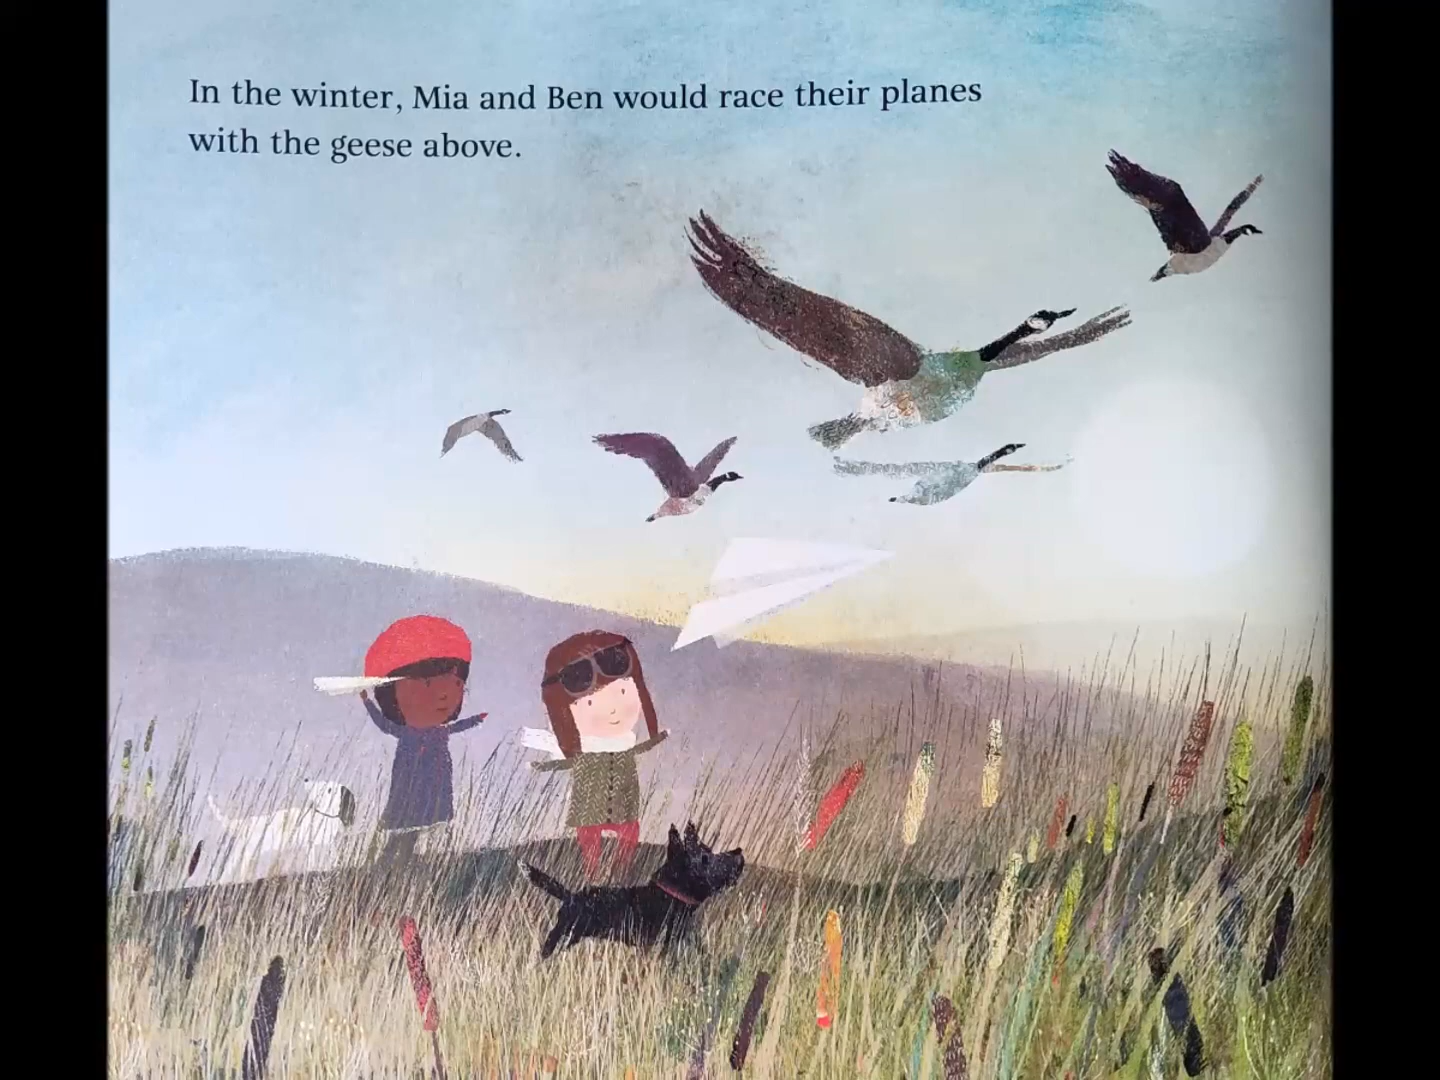 In the winter, Mia and Ben would race their planes
with the geese above.